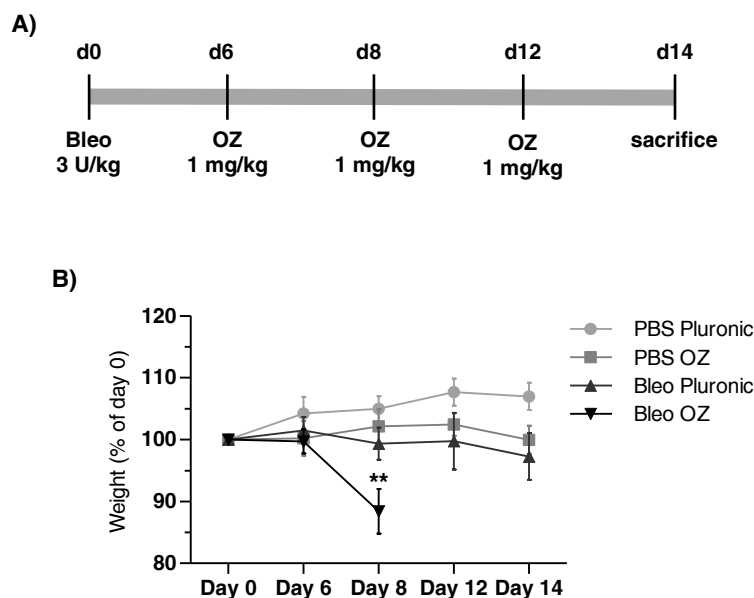 A)
d0 d6 d8 d12 d14
Bleo OZ OZ OZ sacrifice
3 U/kg 1 mg/kg 1 mg/kg 1 mg/kg
B)
120
110
100
90
80
Weight (% of day 0)
**
Day 0 Day 6 Day 8 Day 12 Day 14
PBS Pluronic
PBS OZ
Bleo Pluronic
Bleo OZ